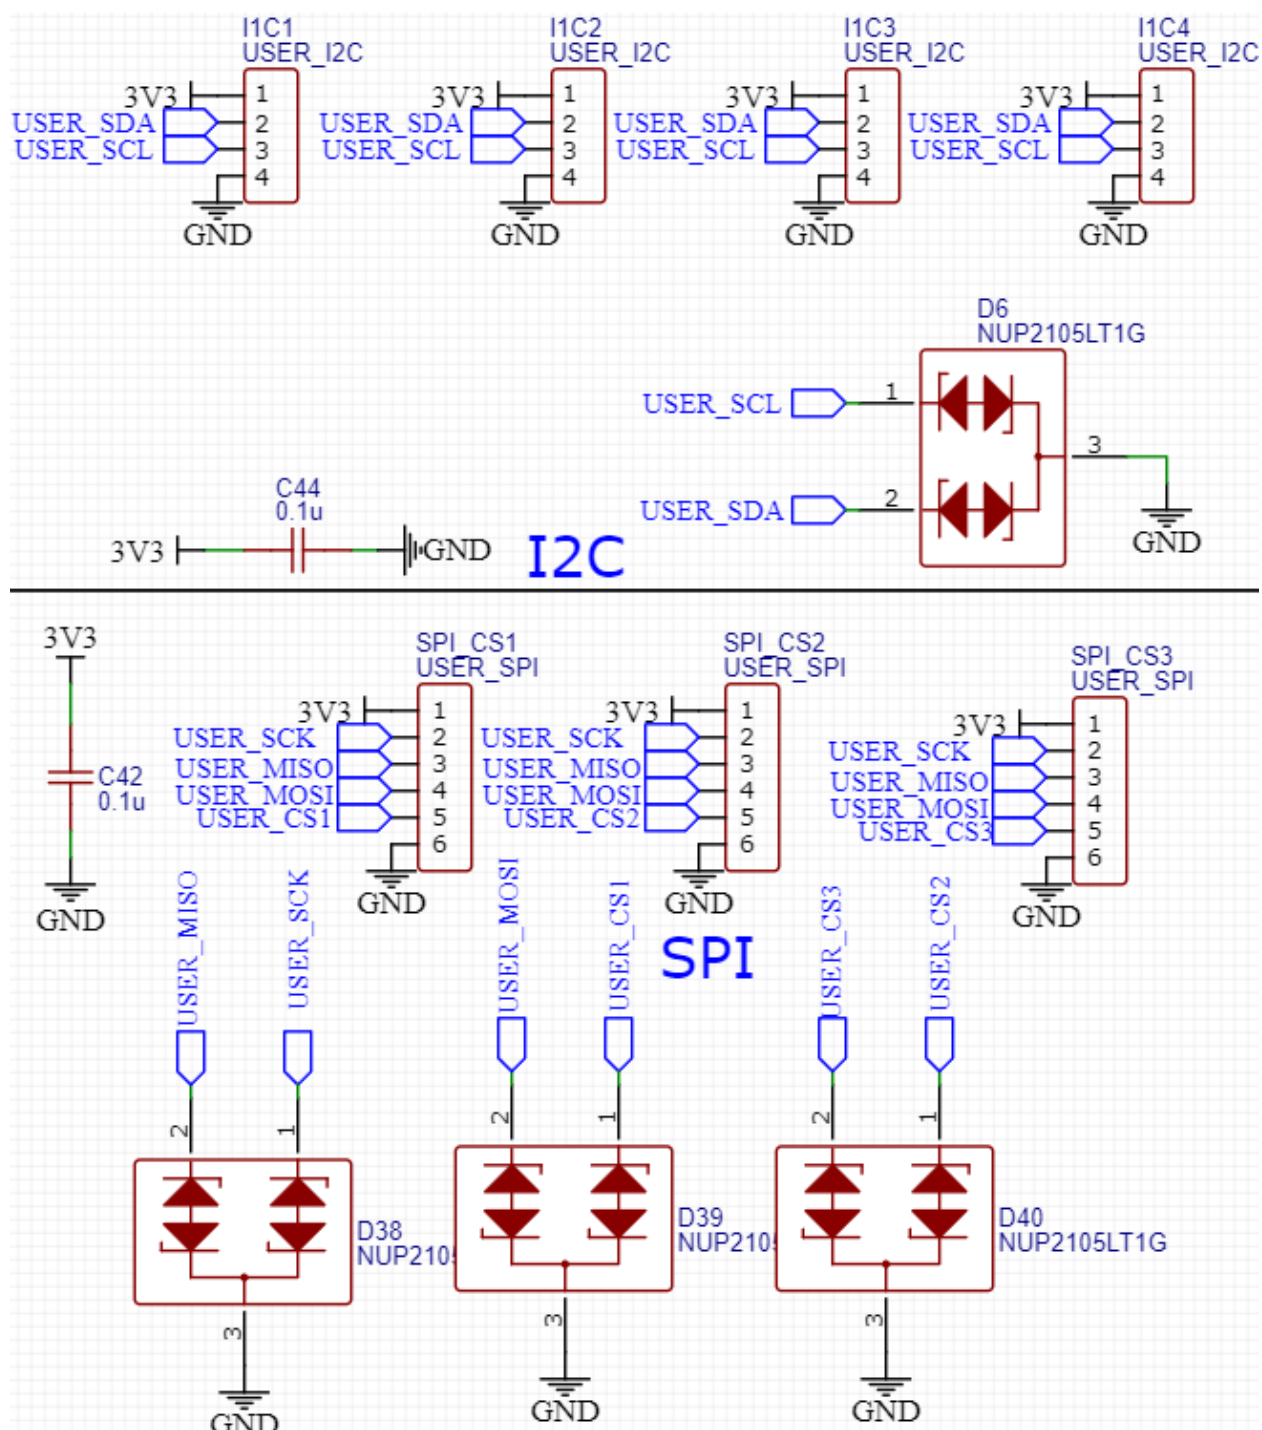 I1C1
USER_I2C
3V3
USER_SDA
USER_SCL
1
2
3
4
GND
I1C2
USER_I2C
3V3
USER_SDA
USER_SCL
1
2
3
4
GND
I1C3
USER_I2C
3V3
USER_SDA
USER_SCL
1
2
3
4
GND
I1C4
USER_I2C
3V3
USER_SDA
USER_SCL
1
2
3
4
GND
D6
NUP2105LT1G
USER_SCL
1
USER_SDA
2
3
GND
C44
0.1u
3V3
GND
I2C
3V3
C42
0.1u
GND
SPI_CS1
USER_SPI
3V3
USER_SCK
USER_MISO
USER_MOSI
USER_CS1
1
2
3
4
5
6
GND
SPI_CS2
USER_SPI
3V3
USER_SCK
USER_MISO
USER_MOSI
USER_CS2
1
2
3
4
5
6
GND
SPI_CS3
USER_SPI
3V3
USER_SCK
USER_MISO
USER_MOSI
USER_CS3
1
2
3
4
5
6
GND
SPI
USER_MISO
USER_SCK
2
1
D38
NUP2105
3
GND
USER_MOSI
USER_CS1
2
1
D39
NUP2105
3
GND
USER_CS3
USER_CS2
2
1
D40
NUP2105LT1G
3
GND